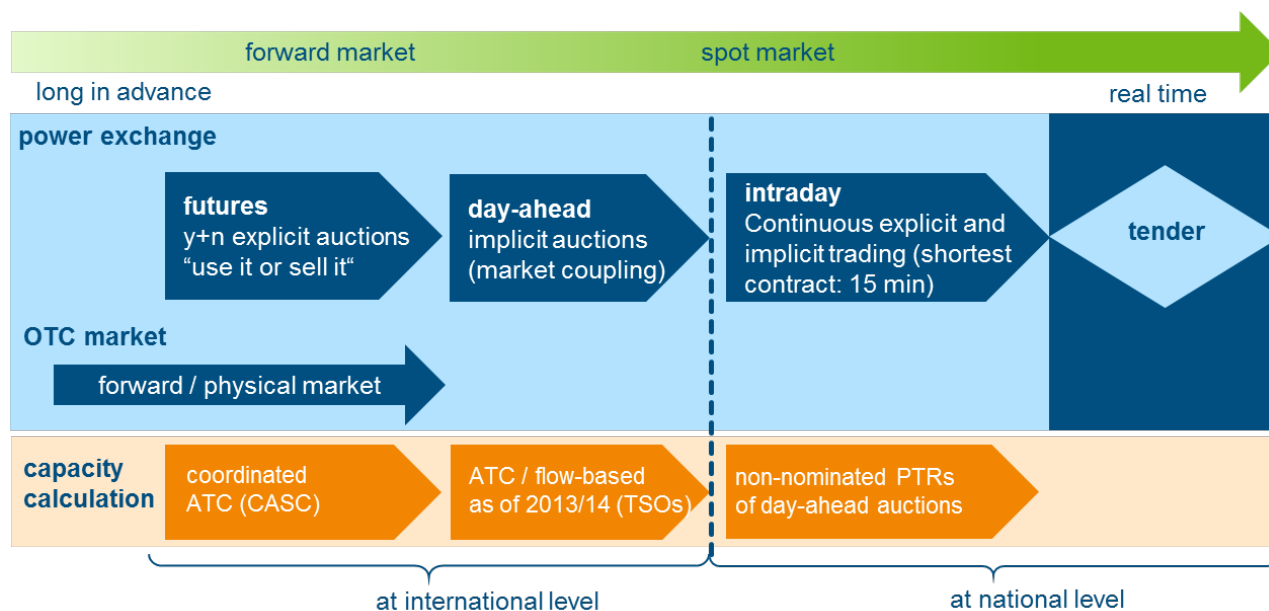 forward market
spot market
long in advance
real time
power exchange
futures
y+n explicit auctions
“use it or sell it“
day-ahead
implicit auctions
(market coupling)
intraday
Continuous explicit and
implicit trading (shortest
contract: 15 min)
tender
OTC market
forward / physical market
capacity
calculation
coordinated
ATC (CASC)
ATC / flow-based
as of 2013/14 (TSOs)
non-nominated PTRs
of day-ahead auctions
at international level
at national level